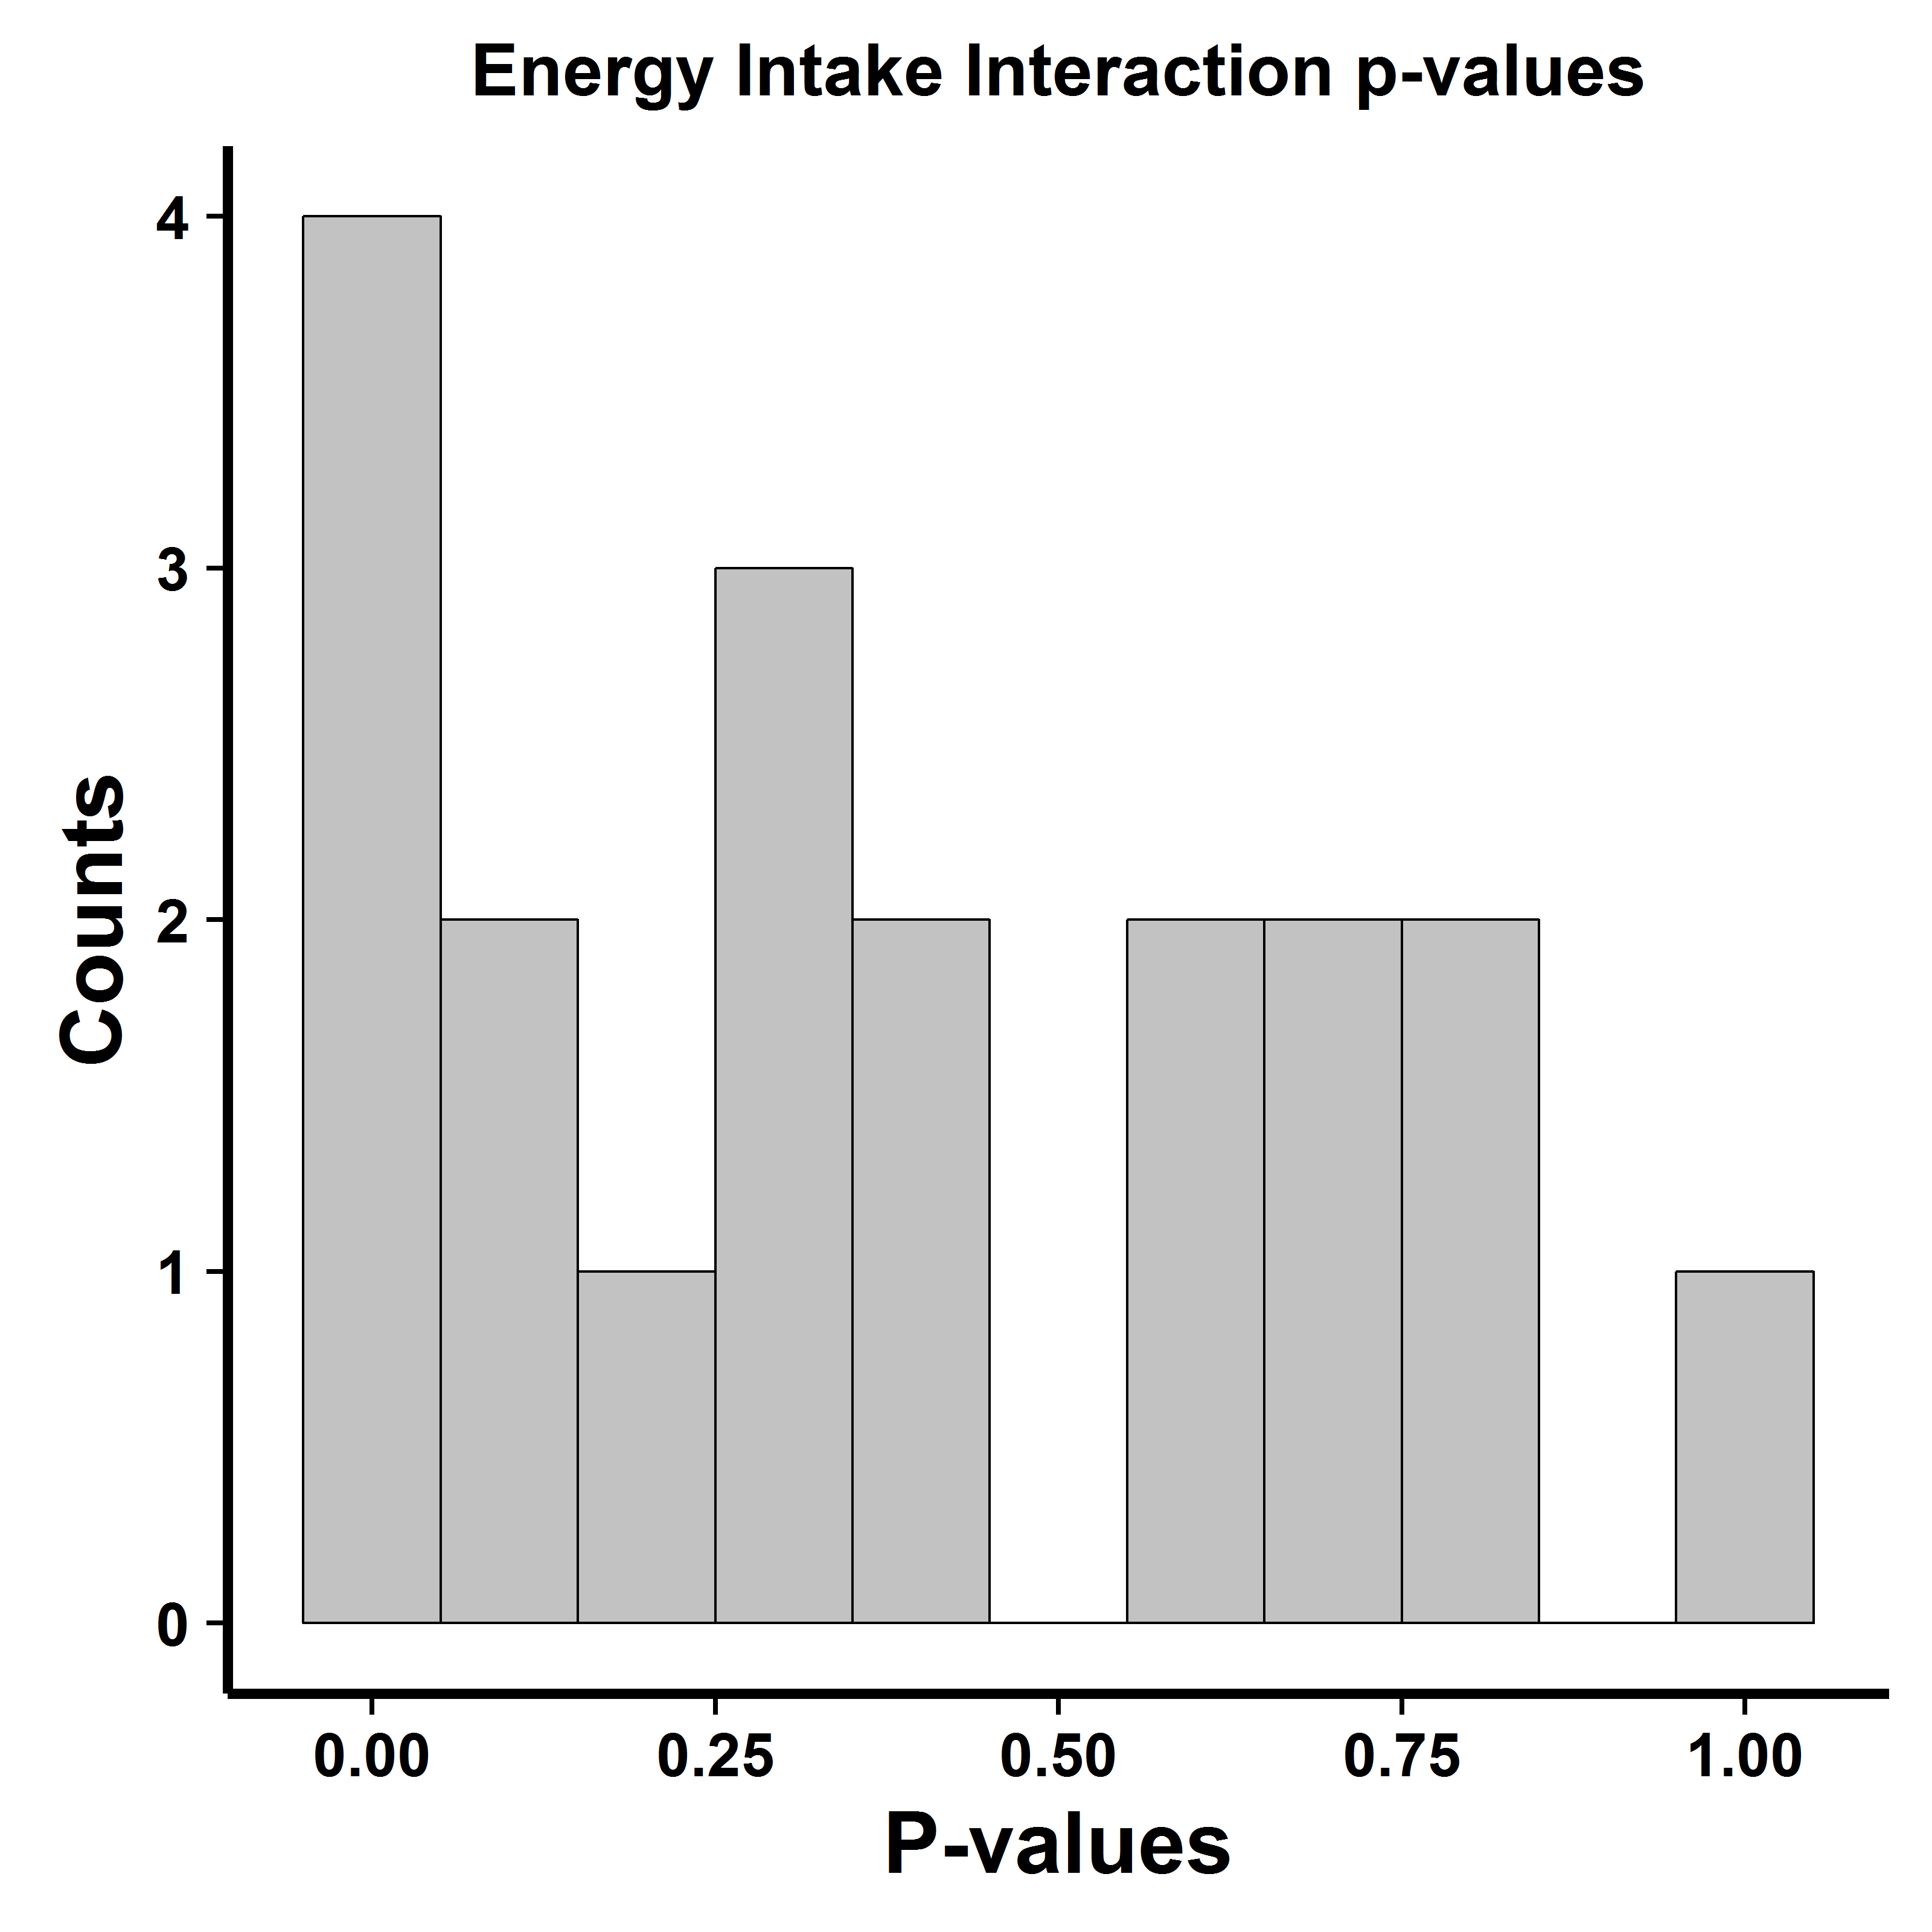 Energy Intake Interaction p-values
4
3
2
1
0
Counts
0.00 0.25 0.50 0.75 1.00
P-values